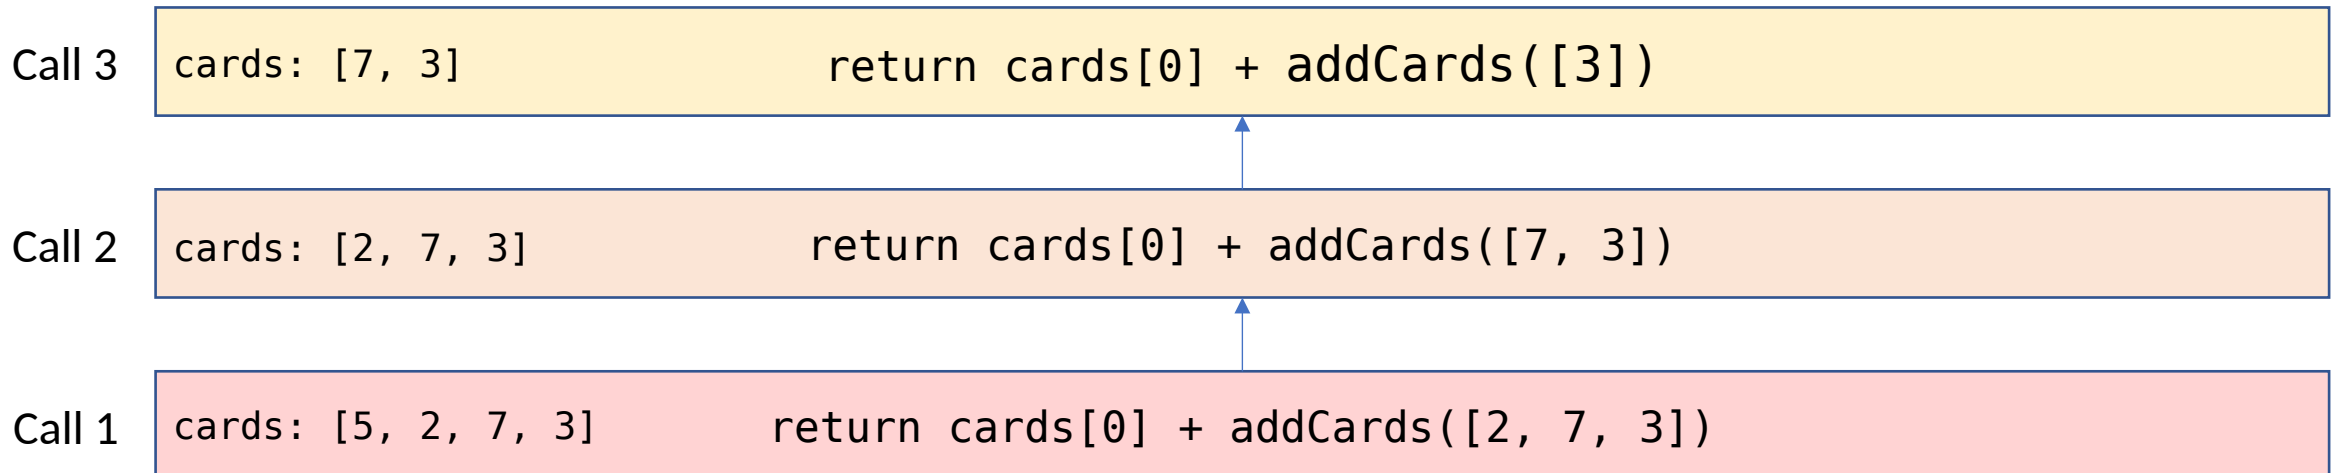 Call 3 cards: [7, 3] return cards[0] + addCards([3])
Call 2 cards: [2, 7, 3] return cards[0] + addCards([7, 3])
Call 1 cards: [5, 2, 7, 3] return cards[0] + addCards([2, 7, 3])